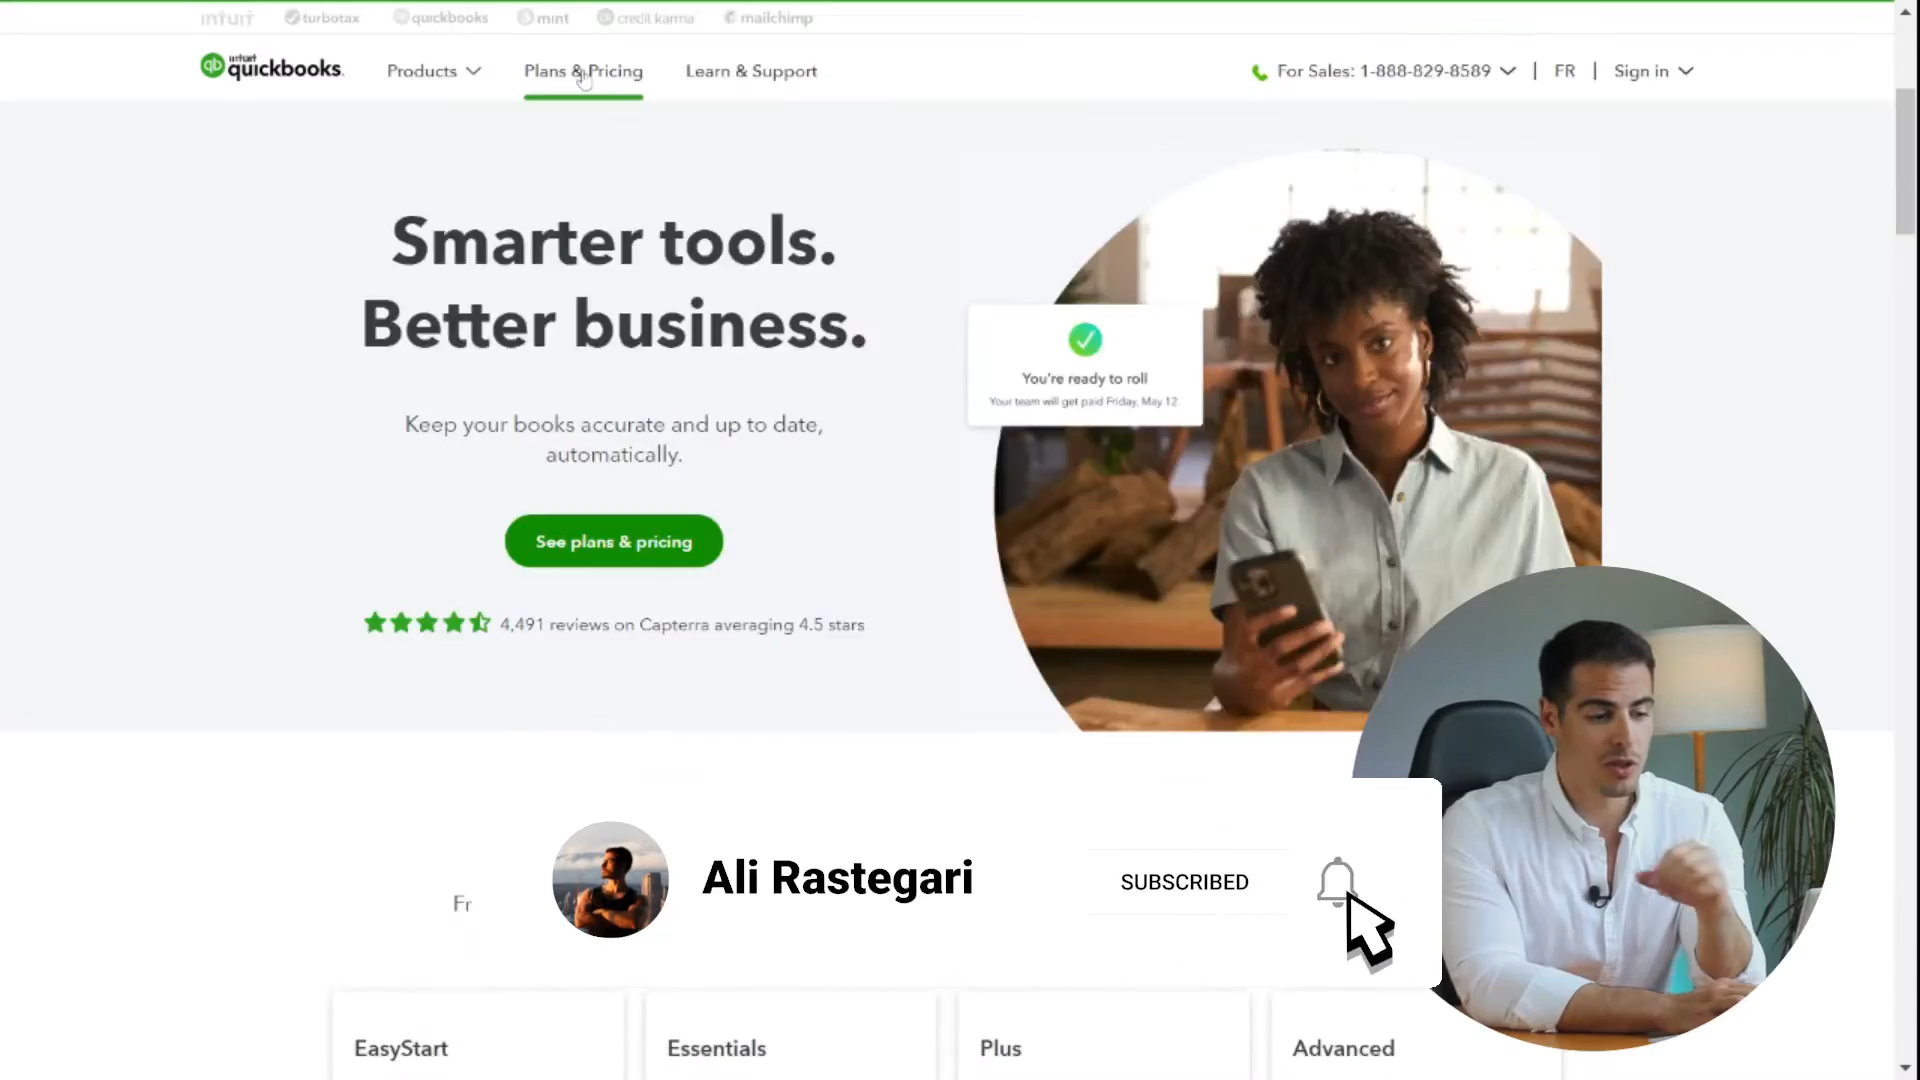 intuit turbotax quickbooks mint credit karma mailchimp
intuit quickbooks. Products Plans & Pricing Learn & Support For Sales: 1-888-829-8589 | FR | Sign in
Smarter tools.
Better business.
You're ready to roll
Your team will get paid Friday, May 12
Keep your books accurate and up to date,
automatically.
See plans & pricing
4,491 reviews on Capterra averaging 4.5 stars
Fr
Ali Rastegari SUBSCRIBED
EasyStart Essentials Plus Advanced